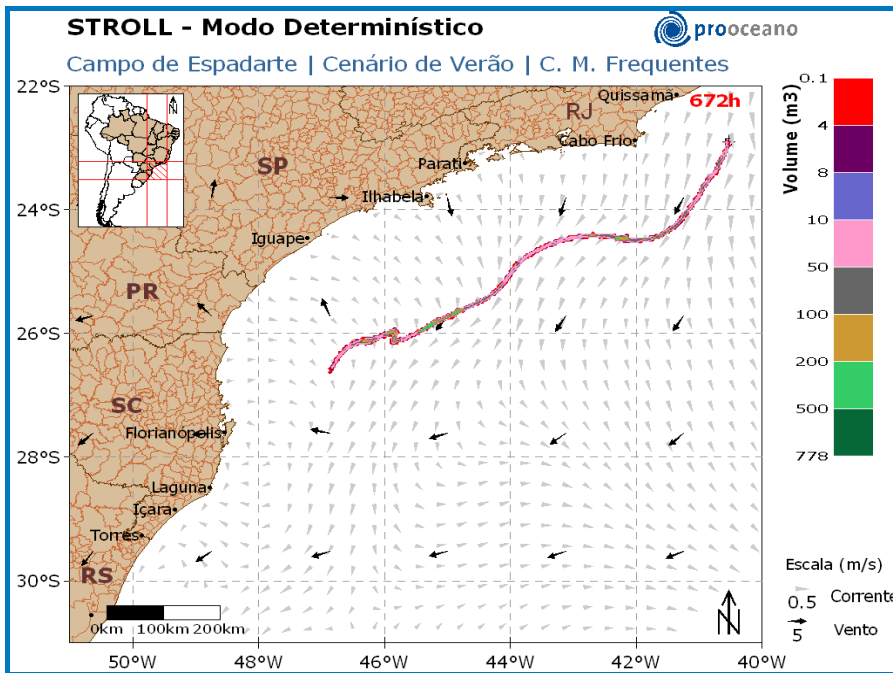 STROLL - Modo Determinístico
prooceano
Campo de Espadarte | Cenário de Verão | C. M. Frequentes
22°S
24°S
26°S
28°S
30°S
N
Quissamã
672h
RJ
Cabo Frio
SP
Parati
Ilhabela
Iguape
PR
SC
Florianópolis
Laguna
Içara
Torres
RS
0km 100km 200km
N
50°W 48°W 46°W 44°W 42°W 40°W
Volume (m3)
0.1
4
8
10
50
100
200
500
778
Escala (m/s)
0.5 Corrente
5 Vento